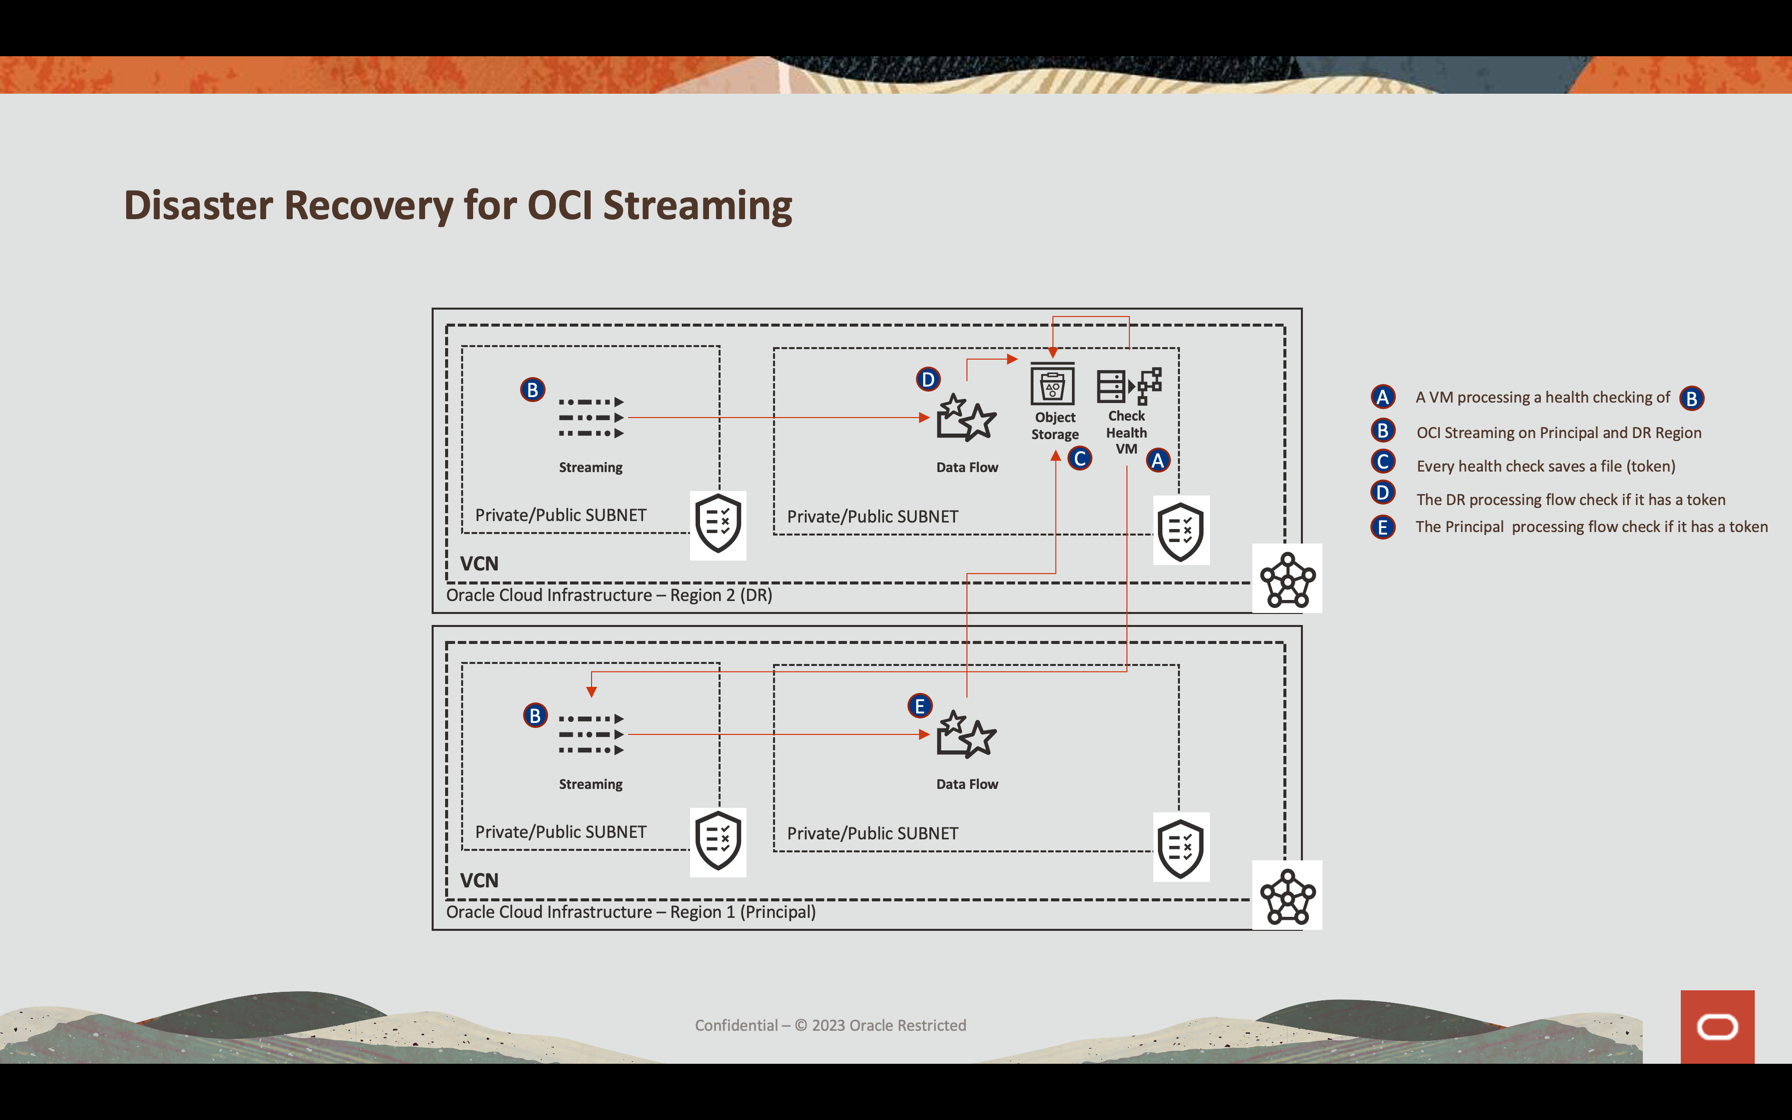 Disaster Recovery for OCI Streaming
B
Streaming
Private/Public SUBNET
D
Data Flow
Object
Storage
C
Check
Health
VM
A
Private/Public SUBNET
VCN
Oracle Cloud Infrastructure – Region 2 (DR)
B
Streaming
Private/Public SUBNET
E
Data Flow
Private/Public SUBNET
VCN
Oracle Cloud Infrastructure – Region 1 (Principal)
A A VM processing a health checking of B
B OCI Streaming on Principal and DR Region
C Every health check saves a file (token)
D The DR processing flow check if it has a token
E The Principal  processing flow check if it has a token
Confidential – © 2023 Oracle Restricted